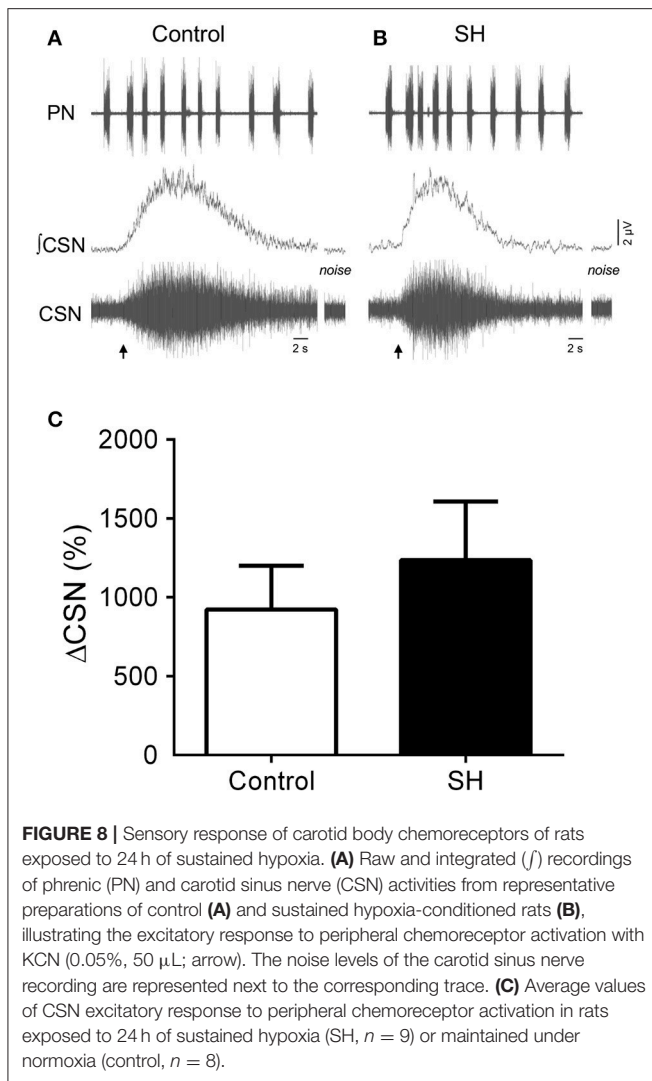 A Control
B SH
PN
∫CSN
2 µV
noise
noise
CSN
2 s
2 s
C
2000
1500
1000
500
0
ΔCSN (%)
Control
SH
FIGURE 8 | Sensory response of carotid body chemoreceptors of rats
exposed to 24 h of sustained hypoxia. (A) Raw and integrated (∫) recordings
of phrenic (PN) and carotid sinus nerve (CSN) activities from representative
preparations of control (A) and sustained hypoxia-conditioned rats (B),
illustrating the excitatory response to peripheral chemoreceptor activation with
KCN (0.05%, 50 µL; arrow). The noise levels of the carotid sinus nerve
recording are represented next to the corresponding trace. (C) Average values
of CSN excitatory response to peripheral chemoreceptor activation in rats
exposed to 24 h of sustained hypoxia (SH, n = 9) or maintained under
normoxia (control, n = 8).